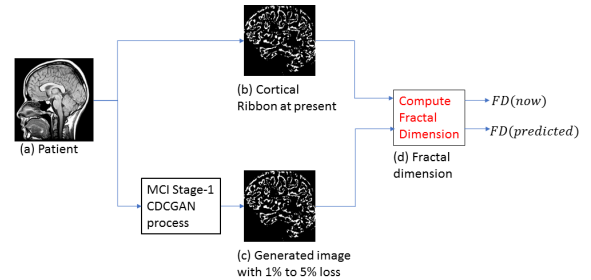 (a) Patient
(b) Cortical
Ribbon at present
MCI Stage-1
CDCGAN
process
(c) Generated image
with 1% to 5% loss
Compute
Fractal
Dimension
(d) Fractal
dimension
FD(now)
FD(predicted)